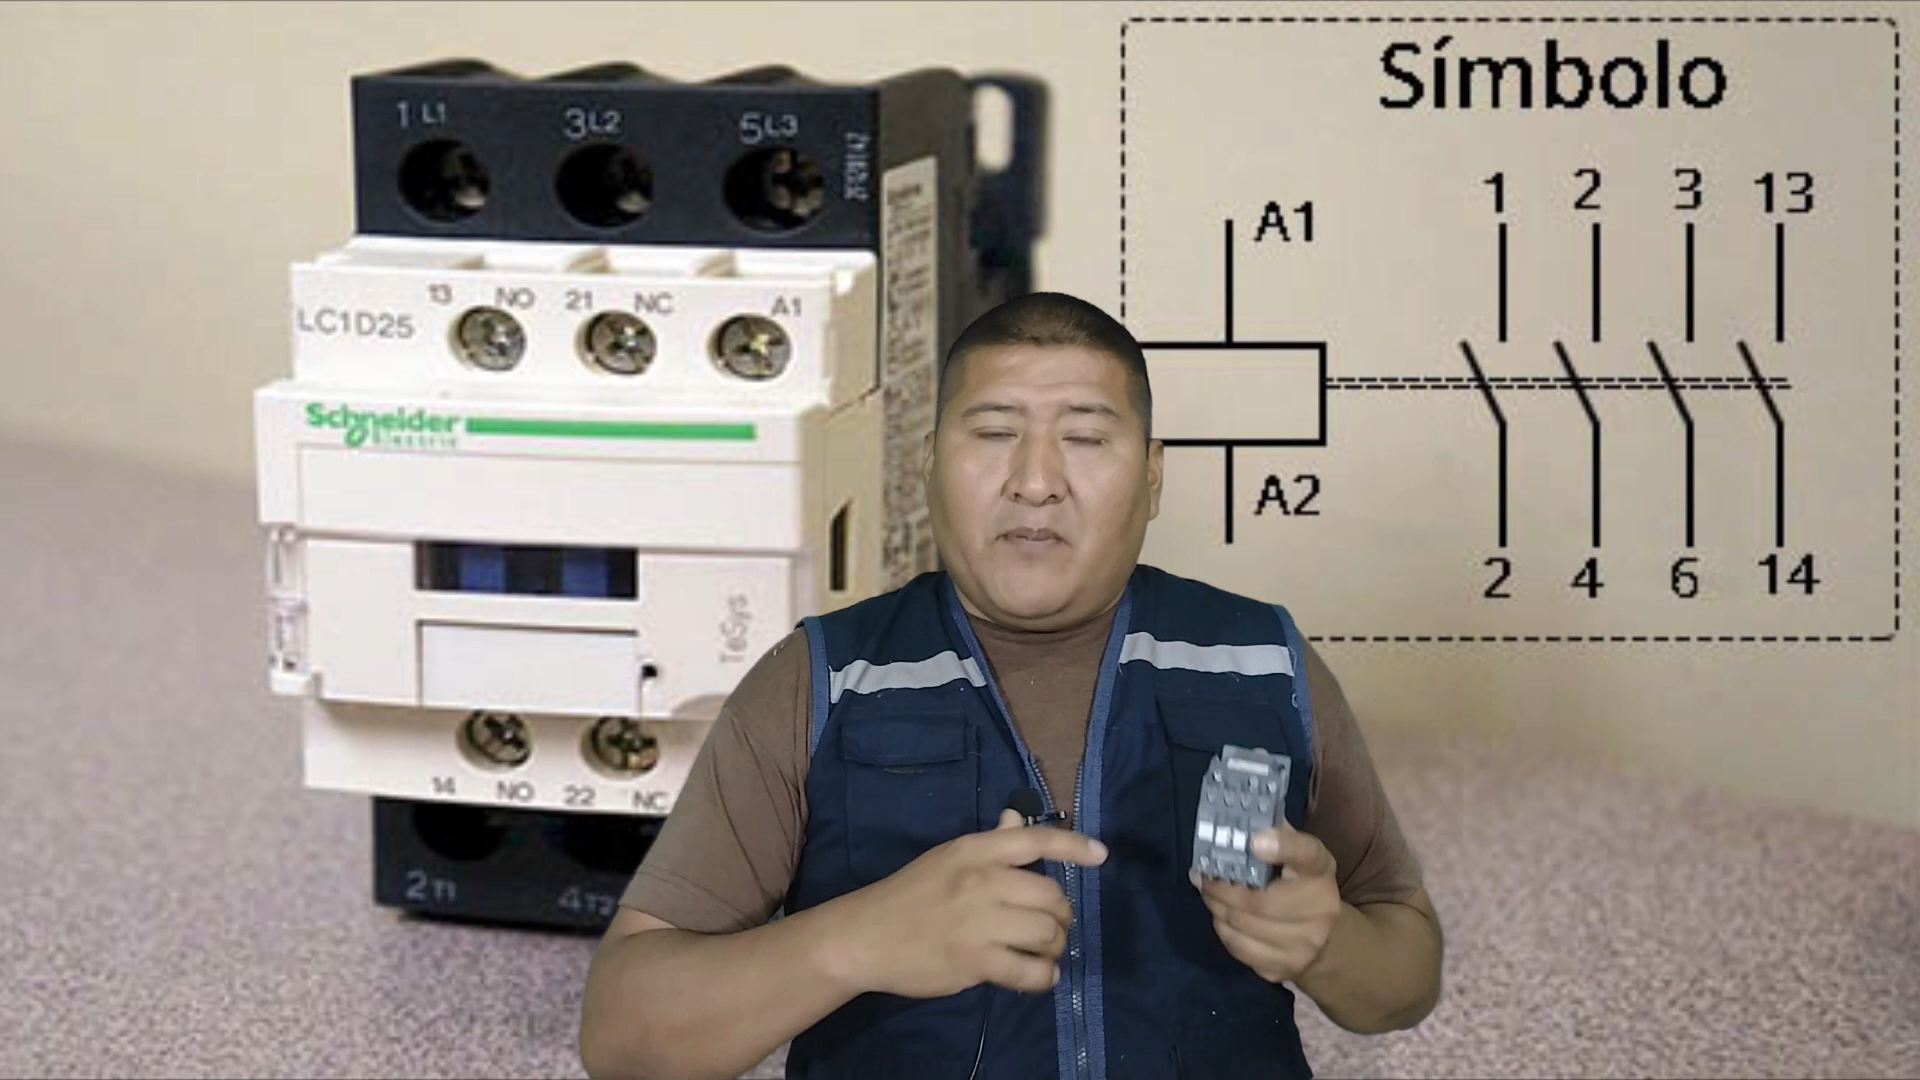 1 L1 3 L2 5 L3
LC1D25
13 NO 21 NC A1
Schneider
Electric
TeSys
14 NO 22 NC
2 T1 4 T2
Símbolo
A1 1 2 3 13
A2 2 4 6 14